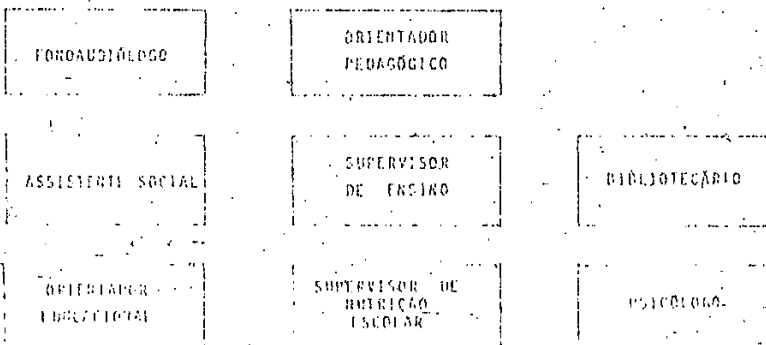 FONOAUDIÓLOGO
ORIENTADOR
PEDAGÓGICO
ASSISTENTE SOCIAL
SUPERVISOR
DE ENSINO
BIBLIOTECÁRIO
ORIENTADOR
EDUCACIONAL
SUPERVISOR DE
NUTRIÇÃO
ESCOLAR
PSICÓLOGO